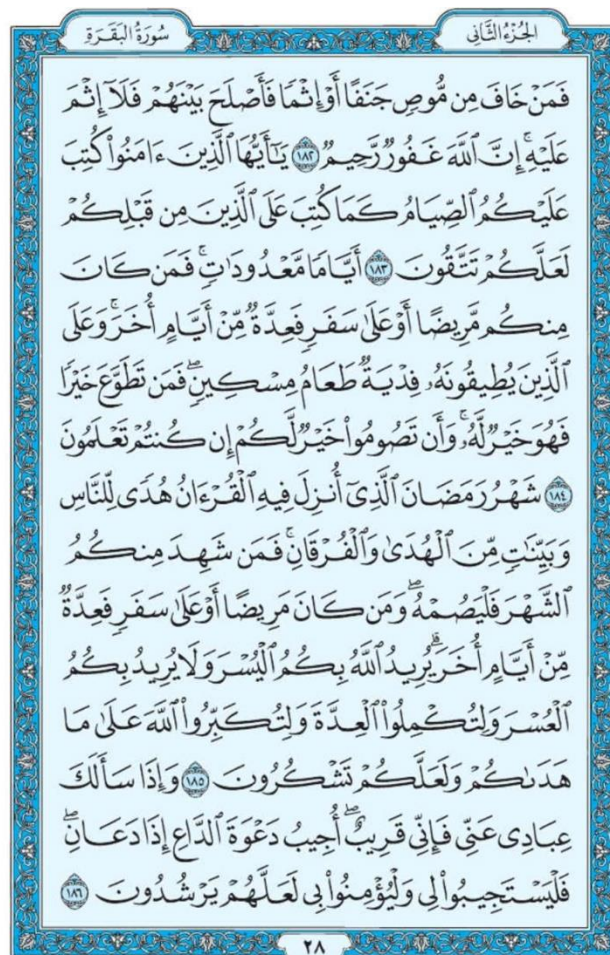 الجُزْءُ الثَّانِي
سُورَةُ البَقَرَةِ
فَمَنْ خَافَ مِن مُّوصٍ جَنَفًا أَوْ إِثْمًا فَأَصْلَحَ بَيْنَهُمْ فَلَآ إِثْمَ
عَلَيْهِ ۚ إِنَّ ٱللَّهَ غَفُورٌ رَّحِيمٌ ١٨٢ يَـٰٓأَيُّهَا ٱلَّذِينَ ءَامَنُوا۟ كُتِبَ
عَلَيْكُمُ ٱلصِّيَامُ كَمَا كُتِبَ عَلَى ٱلَّذِينَ مِن قَبْلِكُمْ
لَعَلَّكُمْ تَتَّقُونَ ١٨٣ أَيَّامًا مَّعْدُودَٰتٍ ۚ فَمَن كَانَ
مِنكُم مَّرِيضًا أَوْ عَلَىٰ سَفَرٍ فَعِدَّةٌ مِّنْ أَيَّامٍ أُخَرَ ۚ وَعَلَى
ٱلَّذِينَ يُطِيقُونَهُۥ فِدْيَةٌ طَعَامُ مِسْكِينٍ ۖ فَمَن تَطَوَّعَ خَيْرًا
فَهُوَ خَيْرٌ لَّهُۥ ۚ وَأَن تَصُومُوا۟ خَيْرٌ لَّكُمْ إِن كُنتُمْ تَعْلَمُونَ
١٨٤ شَهْرُ رَمَضَانَ ٱلَّذِىٓ أُنزِلَ فِيهِ ٱلْقُرْءَانُ هُدًى لِّلنَّاسِ
وَبَيِّنَـٰتٍ مِّنَ ٱلْهُدَىٰ وَٱلْفُرْقَانِ ۚ فَمَن شَهِدَ مِنكُمُ
ٱلشَّهْرَ فَلْيَصُمْهُ ۖ وَمَن كَانَ مَرِيضًا أَوْ عَلَىٰ سَفَرٍ فَعِدَّةٌ
مِّنْ أَيَّامٍ أُخَرَ ۗ يُرِيدُ ٱللَّهُ بِكُمُ ٱلْيُسْرَ وَلَا يُرِيدُ بِكُمُ
ٱلْعُسْرَ وَلِتُكْمِلُوا۟ ٱلْعِدَّةَ وَلِتُكَبِّرُوا۟ ٱللَّهَ عَلَىٰ مَا
هَدَىٰكُمْ وَلَعَلَّكُمْ تَشْكُرُونَ ١٨٥ وَإِذَا سَأَلَكَ
عِبَادِى عَنِّى فَإِنِّى قَرِيبٌ ۖ أُجِيبُ دَعْوَةَ ٱلدَّاعِ إِذَا دَعَانِ ۖ
فَلْيَسْتَجِيبُوا۟ لِى وَلْيُؤْمِنُوا۟ بِى لَعَلَّهُمْ يَرْشُدُونَ ١٨٦
٢٨